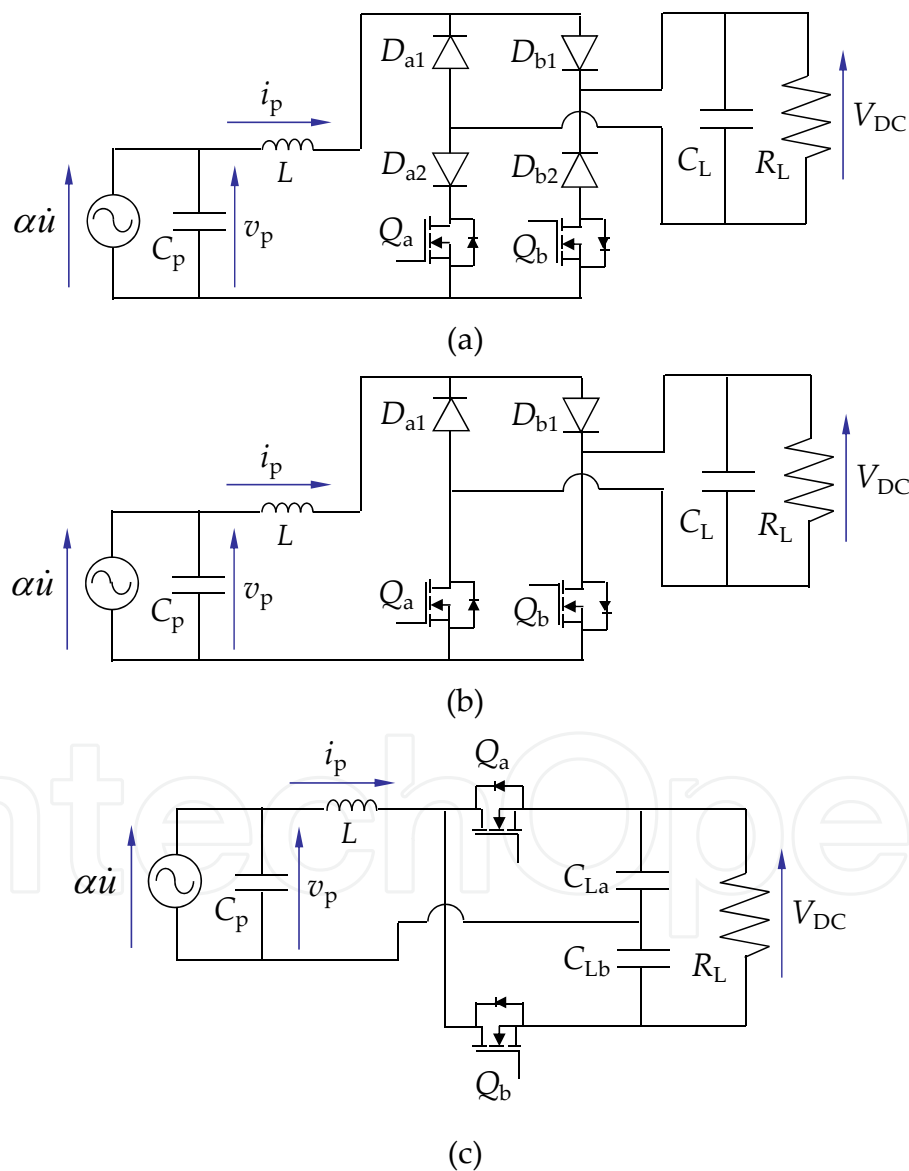 D_a1 D_b1
i_p
L
D_a2 D_b2
C_L R_L V_DC
αu̇ C_p v_p Q_a Q_b
(a)
D_a1 D_b1
i_p
L
C_L R_L V_DC
αu̇ C_p v_p Q_a Q_b
(b)
i_p Q_a
L
αu̇ C_p v_p C_La
V_DC
C_Lb R_L
Q_b
(c)
ntechOpe